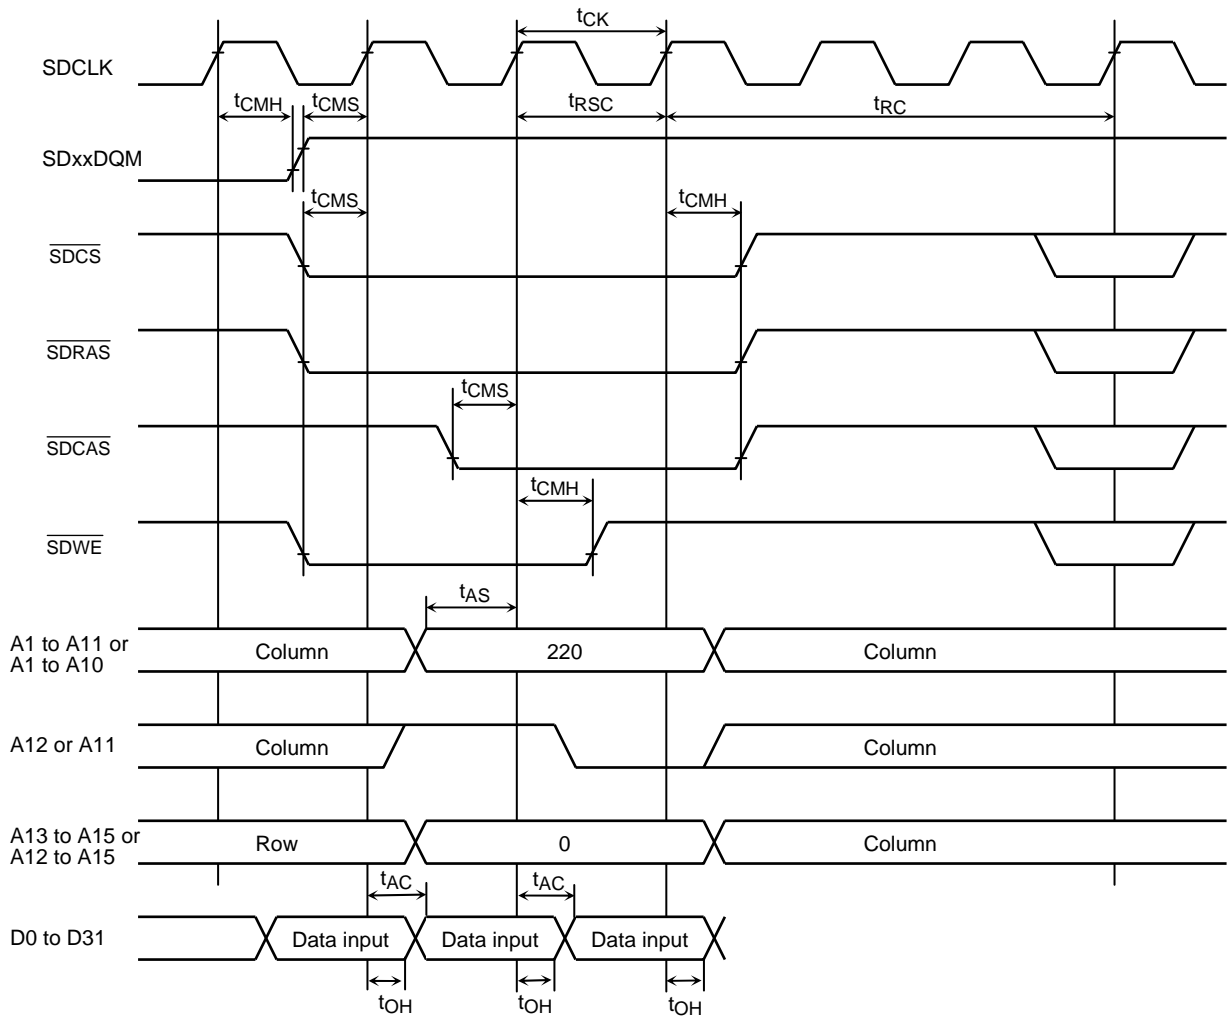 tCK
SDCLK
tCMH tCMS tRSC tRC
SDxxDQM
tCMS tCMH
SDCS
SDRAS
tCMS
SDCAS
tCMH
SDWE
tAS
A1 to A11 or
A1 to A10
Column 220 Column
A12 or A11 Column Column
A13 to A15 or
A12 to A15
Row 0 Column
tAC tAC
D0 to D31 Data input Data input Data input
tOH tOH tOH